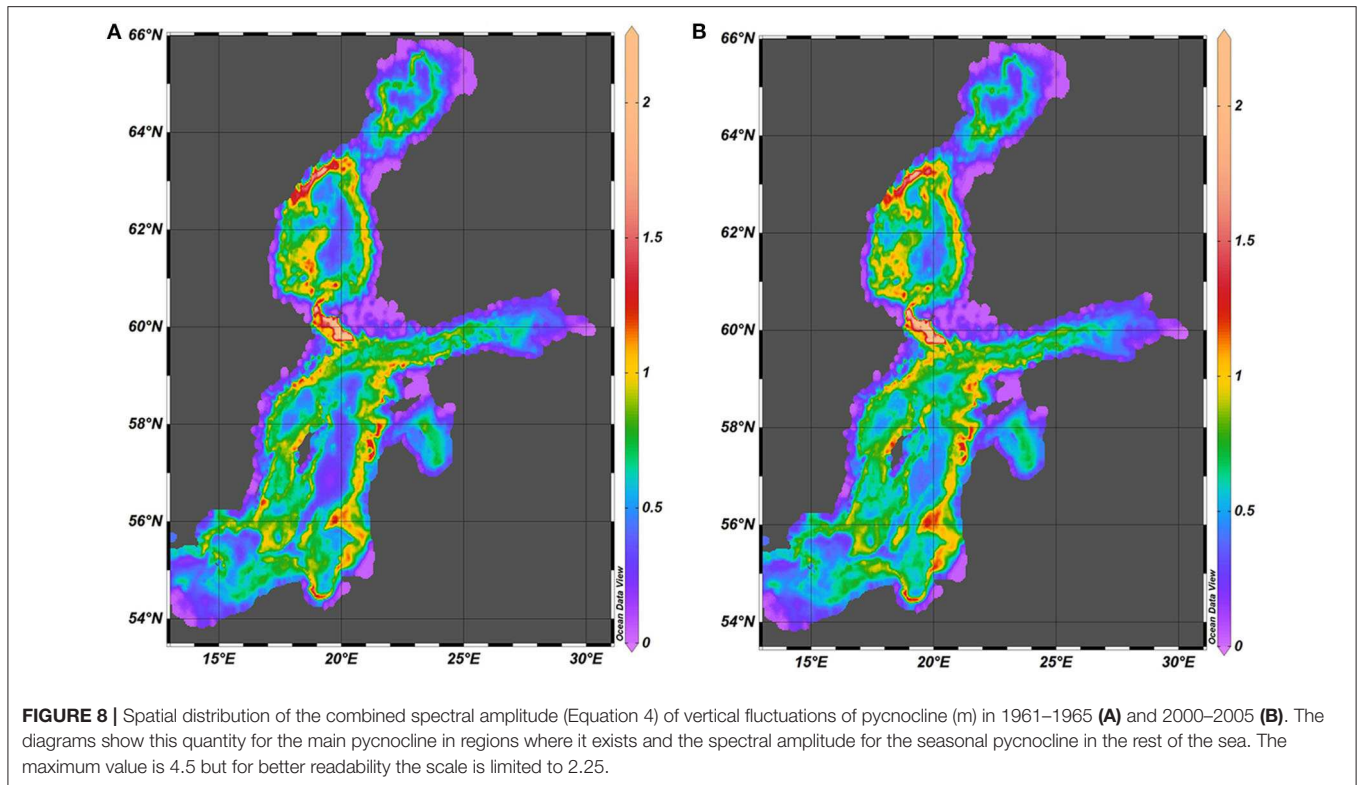 A
66°N
64°N
62°N
60°N
58°N
56°N
54°N
15°E
20°E
25°E
30°E
2
1.5
1
0.5
0
Ocean Data View
B
66°N
64°N
62°N
60°N
58°N
56°N
54°N
15°E
20°E
25°E
30°E
2
1.5
1
0.5
0
Ocean Data View
FIGURE 8 | Spatial distribution of the combined spectral amplitude (Equation 4) of vertical fluctuations of pycnocline (m) in 1961–1965 (A) and 2000–2005 (B). The
diagrams show this quantity for the main pycnocline in regions where it exists and the spectral amplitude for the seasonal pycnocline in the rest of the sea. The
maximum value is 4.5 but for better readability the scale is limited to 2.25.